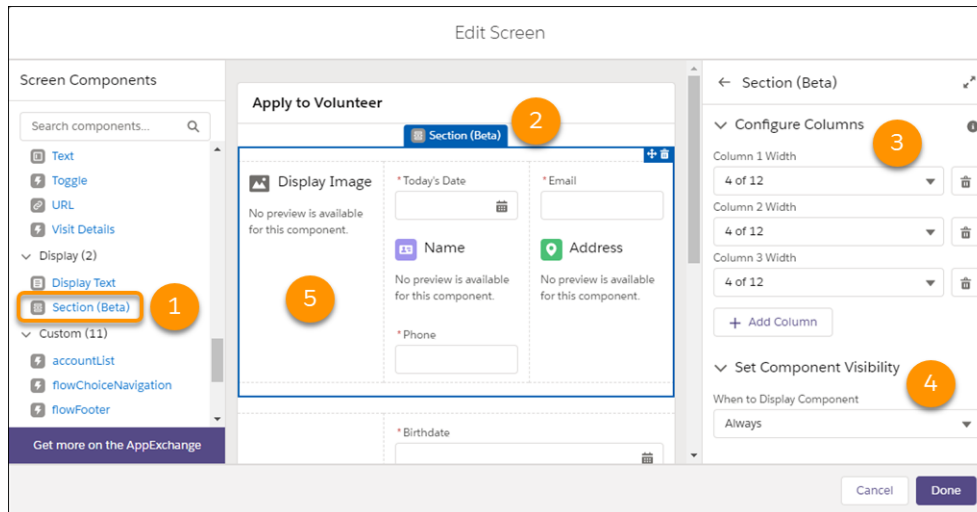 Edit Screen
Screen Components
Search components...
Text
Toggle
URL
Visit Details
Display (2)
Display Text
Section (Beta)
1
Custom (11)
accountList
flowChoiceNavigation
flowFooter
Get more on the AppExchange
Apply to Volunteer
Section (Beta)
2
Display Image
No preview is available
for this component.
5
*Today's Date
Name
No preview is available
for this component.
*Phone
*Email
Address
No preview is available
for this component.
*Birthdate
Section (Beta)
Configure Columns
3
Column 1 Width
4 of 12
Column 2 Width
4 of 12
Column 3 Width
4 of 12
+ Add Column
Set Component Visibility
4
When to Display Component
Always
Cancel
Done